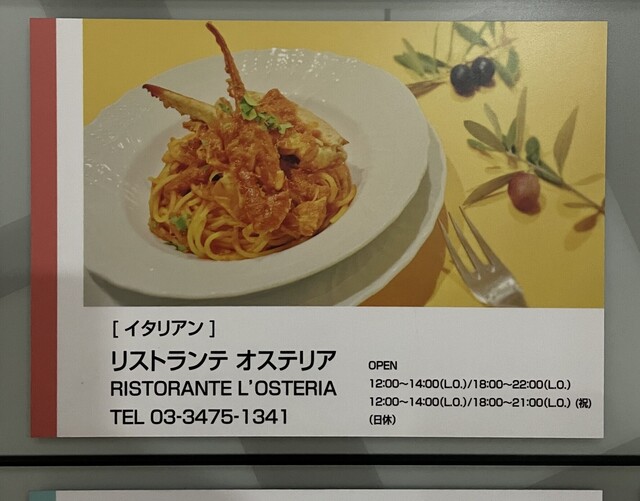 [ イタリアン ]
リストランテ オステリア
RISTORANTE L'OSTERIA
TEL 03-3475-1341
OPEN
12:00～14:00(L.O.)/18:00～22:00(L.O.)
12:00～14:00(L.O.)/18:00～21:00(L.O.) (祝)
(日休)